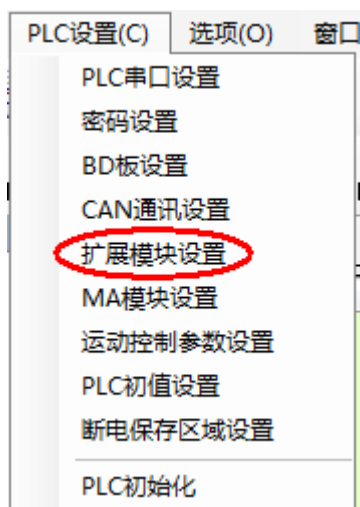 PLC设置(C) 选项(O) 窗口
PLC串口设置
密码设置
BD板设置
CAN通讯设置
扩展模块设置
MA模块设置
运动控制参数设置
PLC初值设置
断电保存区域设置
PLC初始化